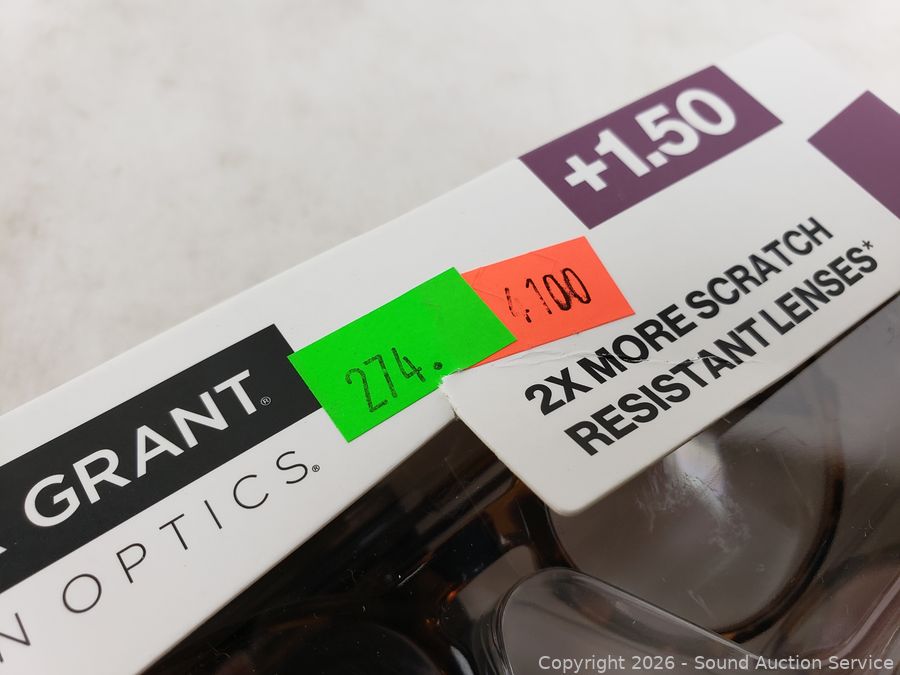 +1.50
2X MORE SCRATCH
RESISTANT LENSES*
4100
274.
GRANT®
OPTICS®
Copyright 2026 - Sound Auction Service